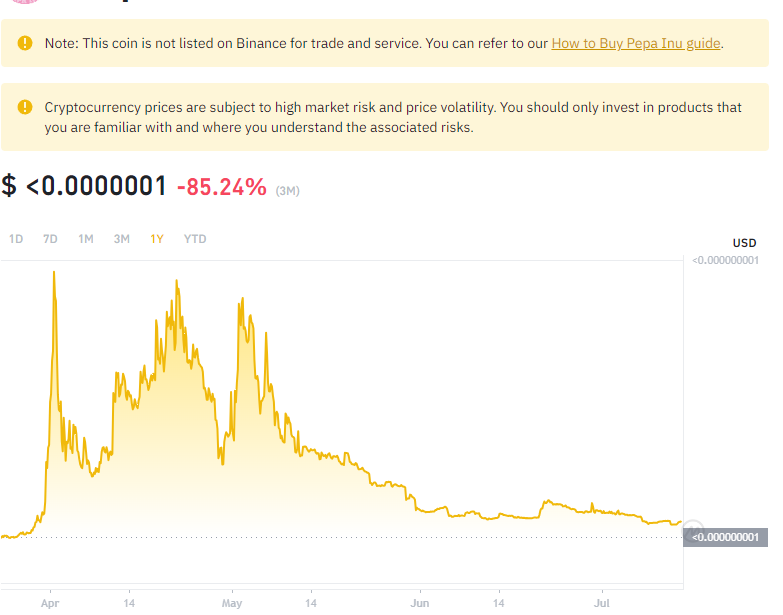 Note: This coin is not listed on Binance for trade and service. You can refer to our How to Buy Pepa Inu guide.
Cryptocurrency prices are subject to high market risk and price volatility. You should only invest in products that
you are familiar with and where you understand the associated risks.
$ <0.0000001 -85.24% (3M)
1D 7D 1M 3M 1Y YTD
USD
<0.000000001
<0.000000001
Apr 14 May 14 Jun 14 Jul